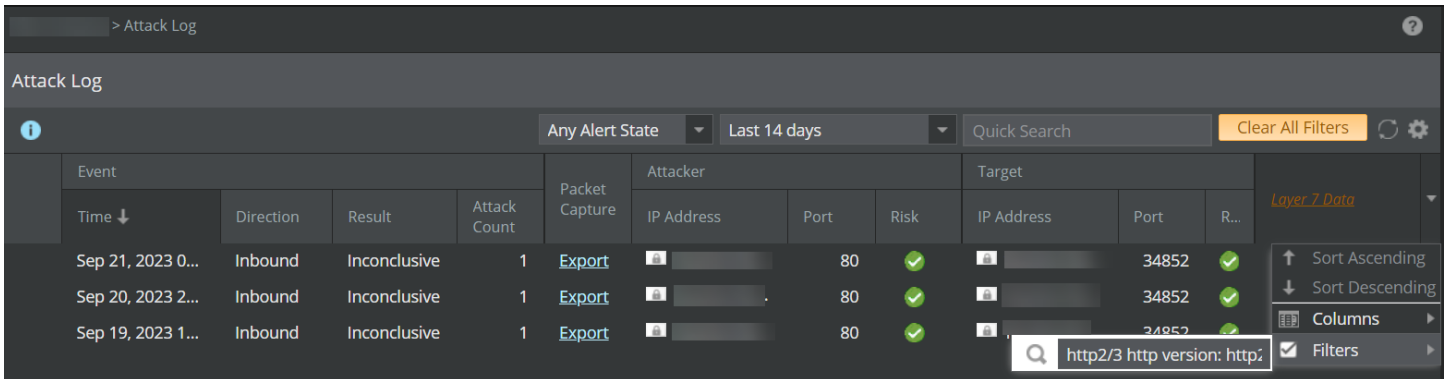 > Attack Log
Attack Log
Any Alert State
Last 14 days
Quick Search
Clear All Filters
Event
Packet Capture
Attacker
Target
Layer 7 Data
Time
Direction
Result
Attack Count
IP Address
Port
Risk
IP Address
Port
R...
Sep 21, 2023 0... Inbound Inconclusive 1 Export 80 34852
Sep 20, 2023 2... Inbound Inconclusive 1 Export 80 34852
Sep 19, 2023 1... Inbound Inconclusive 1 Export 80 34852
Sort Ascending
Sort Descending
Columns
Filters
http2/3 http version: http2